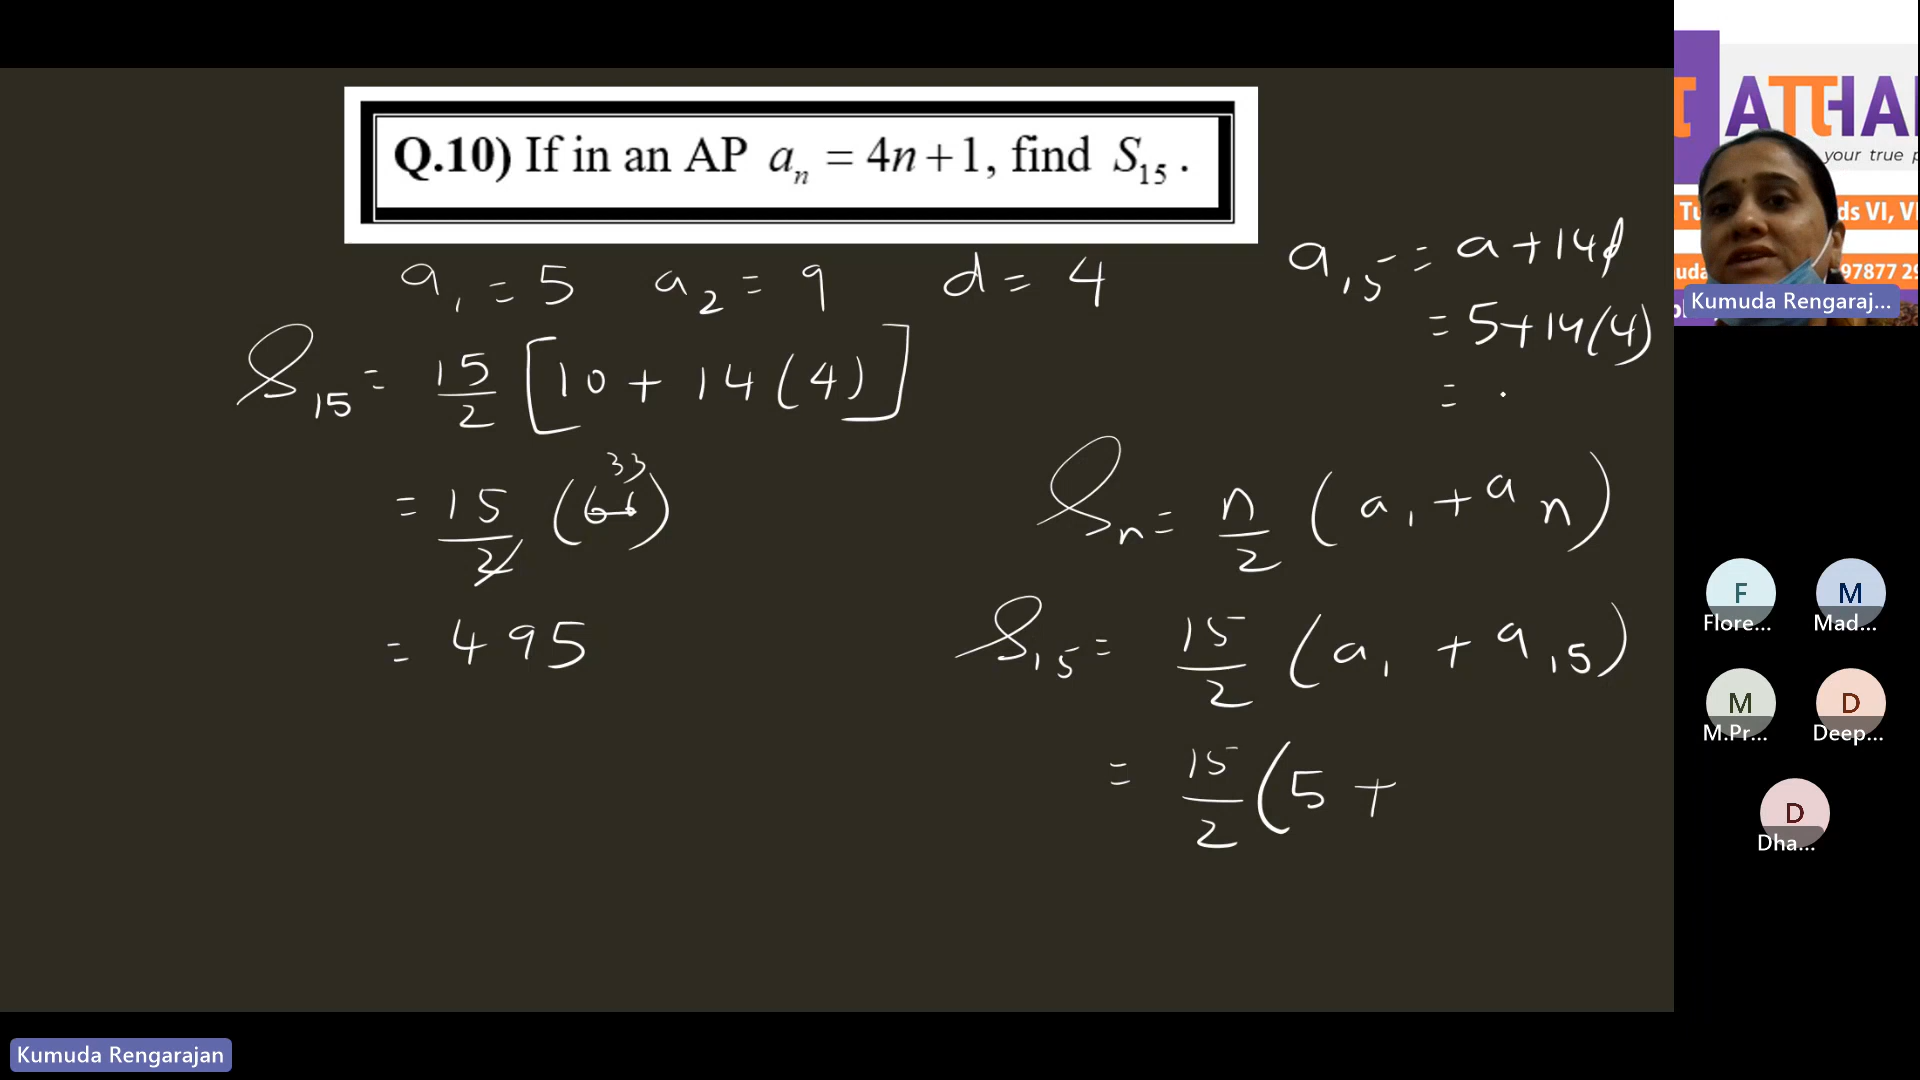 Q.10) If in an AP aₙ = 4n+1, find S₁₅.
a₁ = 5 a₂ = 9 d = 4
S₁₅ = 15/2 [10 + 14(4)]
= 15/2 (66) 33
= 495
a₁₅ = a + 14d
= 5 + 14(4)
= .
Sₙ = n/2 (a₁ + aₙ)
S₁₅ = 15/2 (a₁ + a₁₅)
= 15/2 (5 +
ATTHA
your true p
Tu
ds VI, VI
97877 29
Kumuda Rengaraj...
F
Flore...
M
Mad...
M
M.Pr...
D
Deep...
D
Dha...
Kumuda Rengarajan